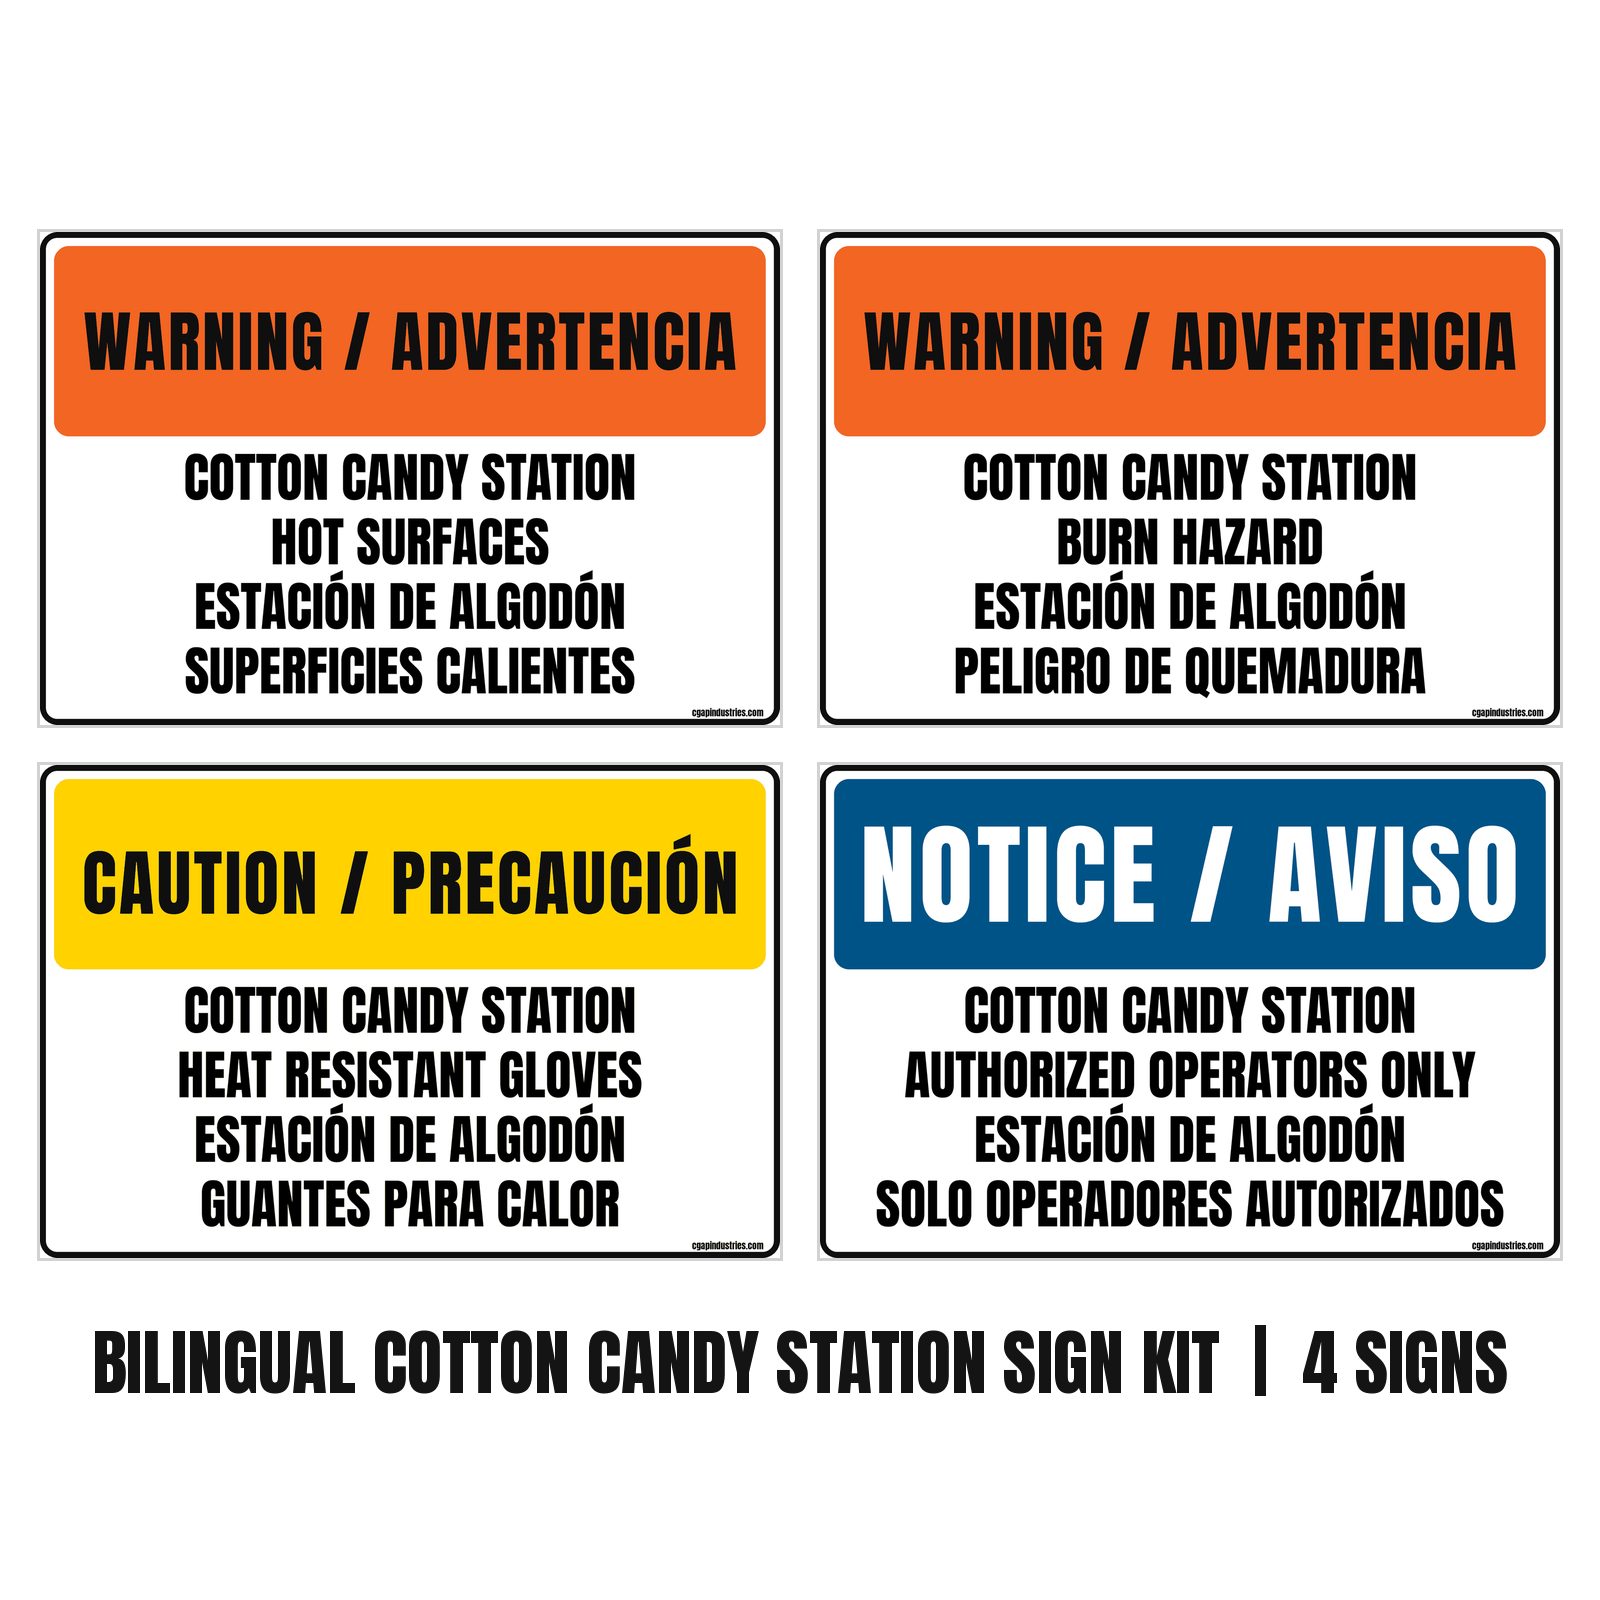 WARNING / ADVERTENCIA
COTTON CANDY STATION
HOT SURFACES
ESTACIÓN DE ALGODÓN
SUPERFICIES CALIENTES
cgapindustries.com
WARNING / ADVERTENCIA
COTTON CANDY STATION
BURN HAZARD
ESTACIÓN DE ALGODÓN
PELIGRO DE QUEMADURA
cgapindustries.com
CAUTION / PRECAUCIÓN
COTTON CANDY STATION
HEAT RESISTANT GLOVES
ESTACIÓN DE ALGODÓN
GUANTES PARA CALOR
cgapindustries.com
NOTICE / AVISO
COTTON CANDY STATION
AUTHORIZED OPERATORS ONLY
ESTACIÓN DE ALGODÓN
SOLO OPERADORES AUTORIZADOS
cgapindustries.com
BILINGUAL COTTON CANDY STATION SIGN KIT | 4 SIGNS